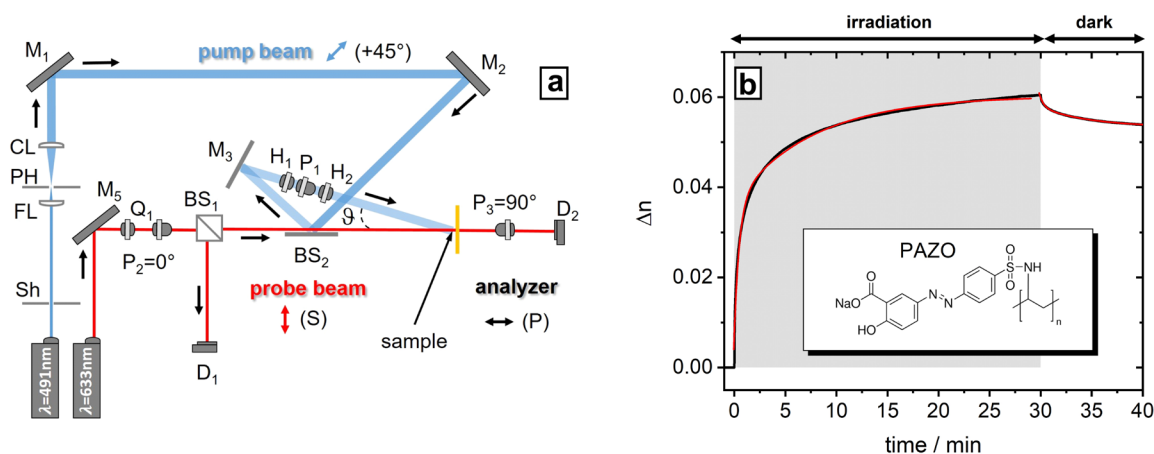 a
M1
pump beam (+45°)
M2
CL
PH
FL
M5
M3
H1 P1 H2
Q1
BS1
ϑ
P3=90°
D2
P2=0°
BS2
Sh
probe beam
(S)
analyzer
(P)
sample
D1
λ=491nm
λ=633nm
irradiation
dark
b
0.06
0.04
0.02
0.00
Δn
PAZO
NaO
O
HO
N
N
O
S
O
NH
n
0
5
10
15
20
25
30
35
40
time / min